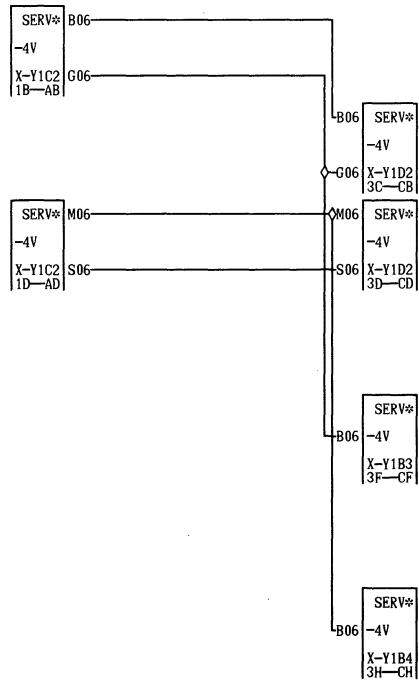 SERV* B06
-4V
X-Y1C2 G06
1B—AB
B06 SERV*
-4V
G06 X-Y1D2
3C—CB
SERV* M06
-4V
X-Y1C2 S06
1D—AD
M06 SERV*
-4V
S06 X-Y1D2
3D—CD
SERV*
B06 -4V
X-Y1B3
3F—CF
SERV*
B06 -4V
X-Y1B4
3H—CH